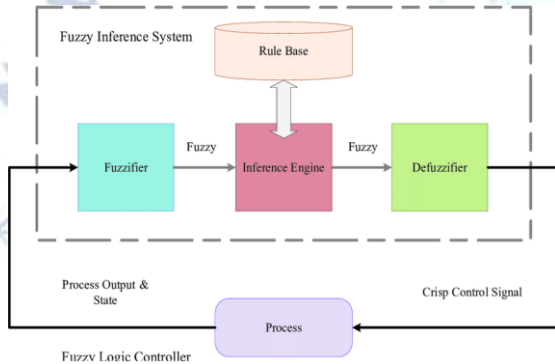 Fuzzy Inference System
Rule Base
Fuzzifier
Fuzzy
Inference Engine
Fuzzy
Defuzzifier
Process Output &
State
Crisp Control Signal
Process
Fuzzy Logic Controller